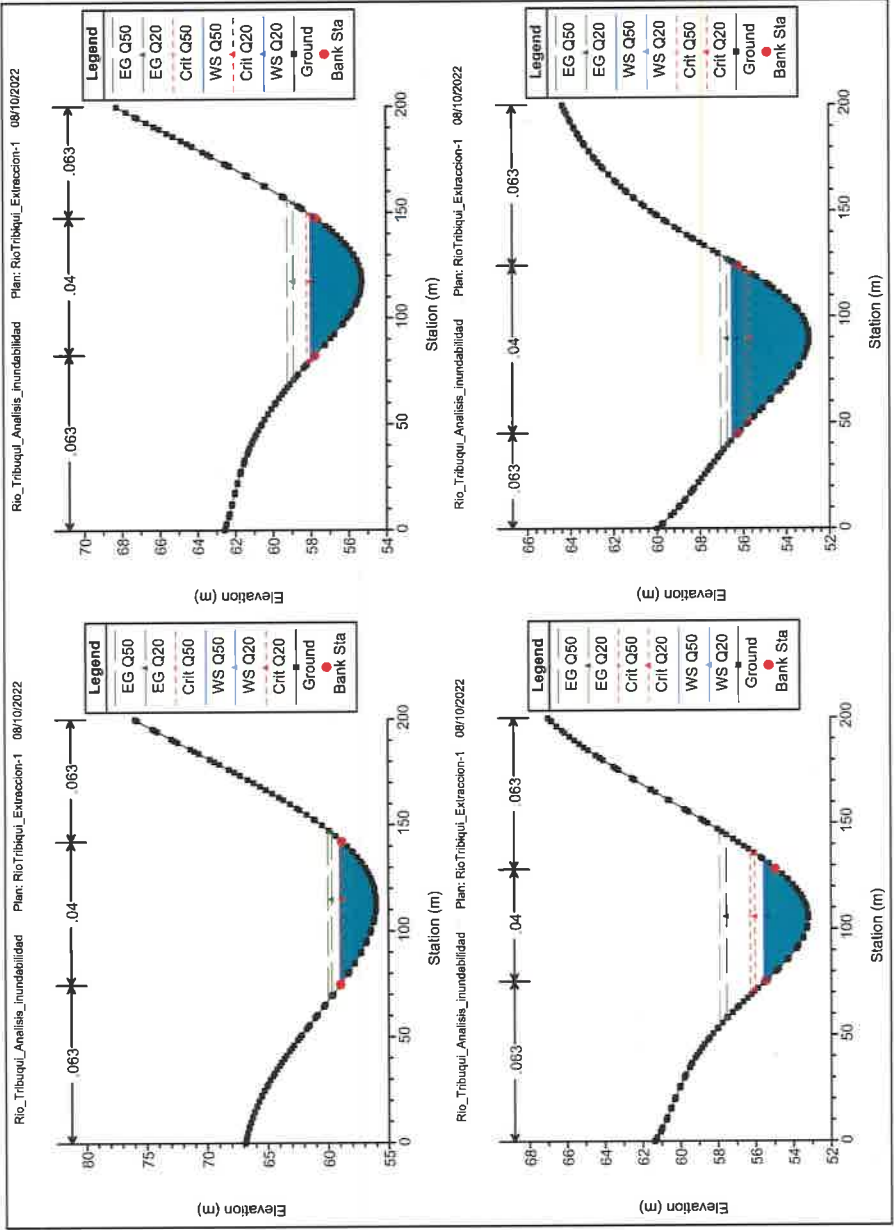 Rio_Tribuqui_Analisis_inundabilidad Plan: RioTribiqui_Extraccion-1 08/10/2022
.063
.04
.063
Legend
EG Q50
EG Q20
Crit Q50
WS Q50
WS Q20
Crit Q20
Ground
Bank Sta
80
75
70
65
60
55
0
50
100
150
200
Station (m)
Elevation (m)
Rio_Tribuqui_Analisis_inundabilidad Plan: RioTribiqui_Extraccion-1 08/10/2022
.063
.04
.063
Legend
EG Q50
EG Q20
Crit Q50
WS Q50
Crit Q20
WS Q20
Ground
Bank Sta
70
68
66
64
62
60
58
56
54
0
50
100
150
200
Station (m)
Elevation (m)
Rio_Tribuqui_Analisis_inundabilidad Plan: RioTribiqui_Extraccion-1 08/10/2022
.063
.04
.063
Legend
EG Q50
EG Q20
Crit Q50
Crit Q20
WS Q50
WS Q20
Ground
Bank Sta
68
66
64
62
60
58
56
54
52
0
50
100
150
200
Station (m)
Elevation (m)
Rio_Tribuqui_Analisis_inundabilidad Plan: RioTribiqui_Extraccion-1 08/10/2022
.063
.04
.063
Legend
EG Q50
EG Q20
WS Q50
WS Q20
Crit Q50
Crit Q20
Ground
Bank Sta
66
64
62
60
58
56
54
52
0
50
100
150
200
Station (m)
Elevation (m)